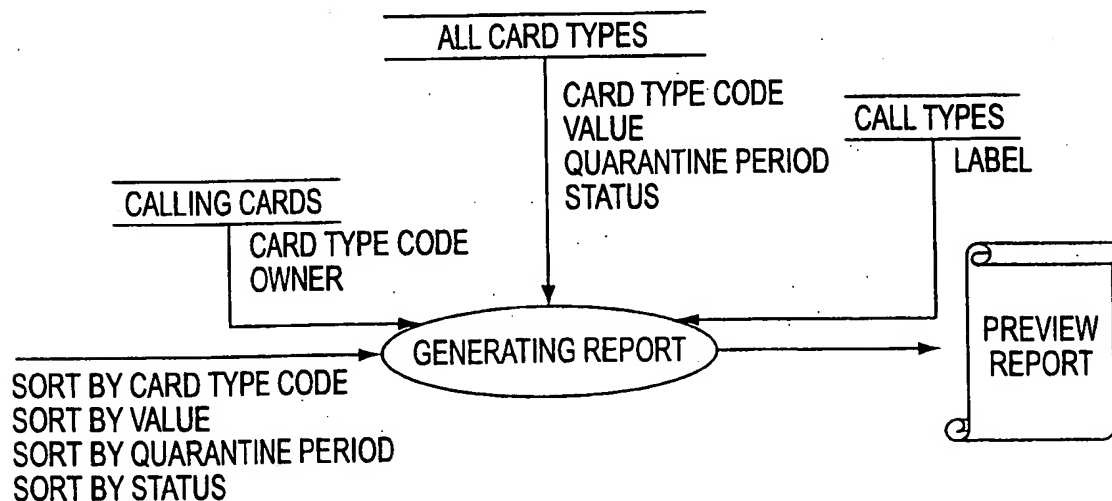 ALL CARD TYPES
CARD TYPE CODE
VALUE
QUARANTINE PERIOD
STATUS
CALL TYPES
LABEL
CALLING CARDS
CARD TYPE CODE
OWNER
GENERATING REPORT
PREVIEW
REPORT
SORT BY CARD TYPE CODE
SORT BY VALUE
SORT BY QUARANTINE PERIOD
SORT BY STATUS